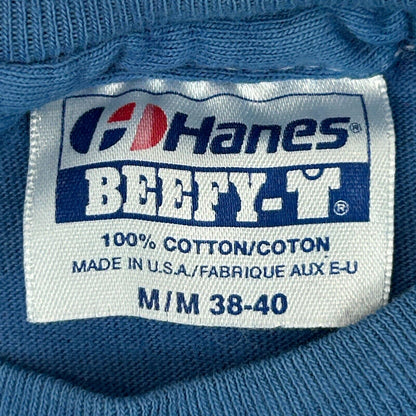 Hanes®
BEEFY-T®
100% COTTON/COTON
MADE IN U.S.A./FABRIQUE AUX E-U
M/M 38-40